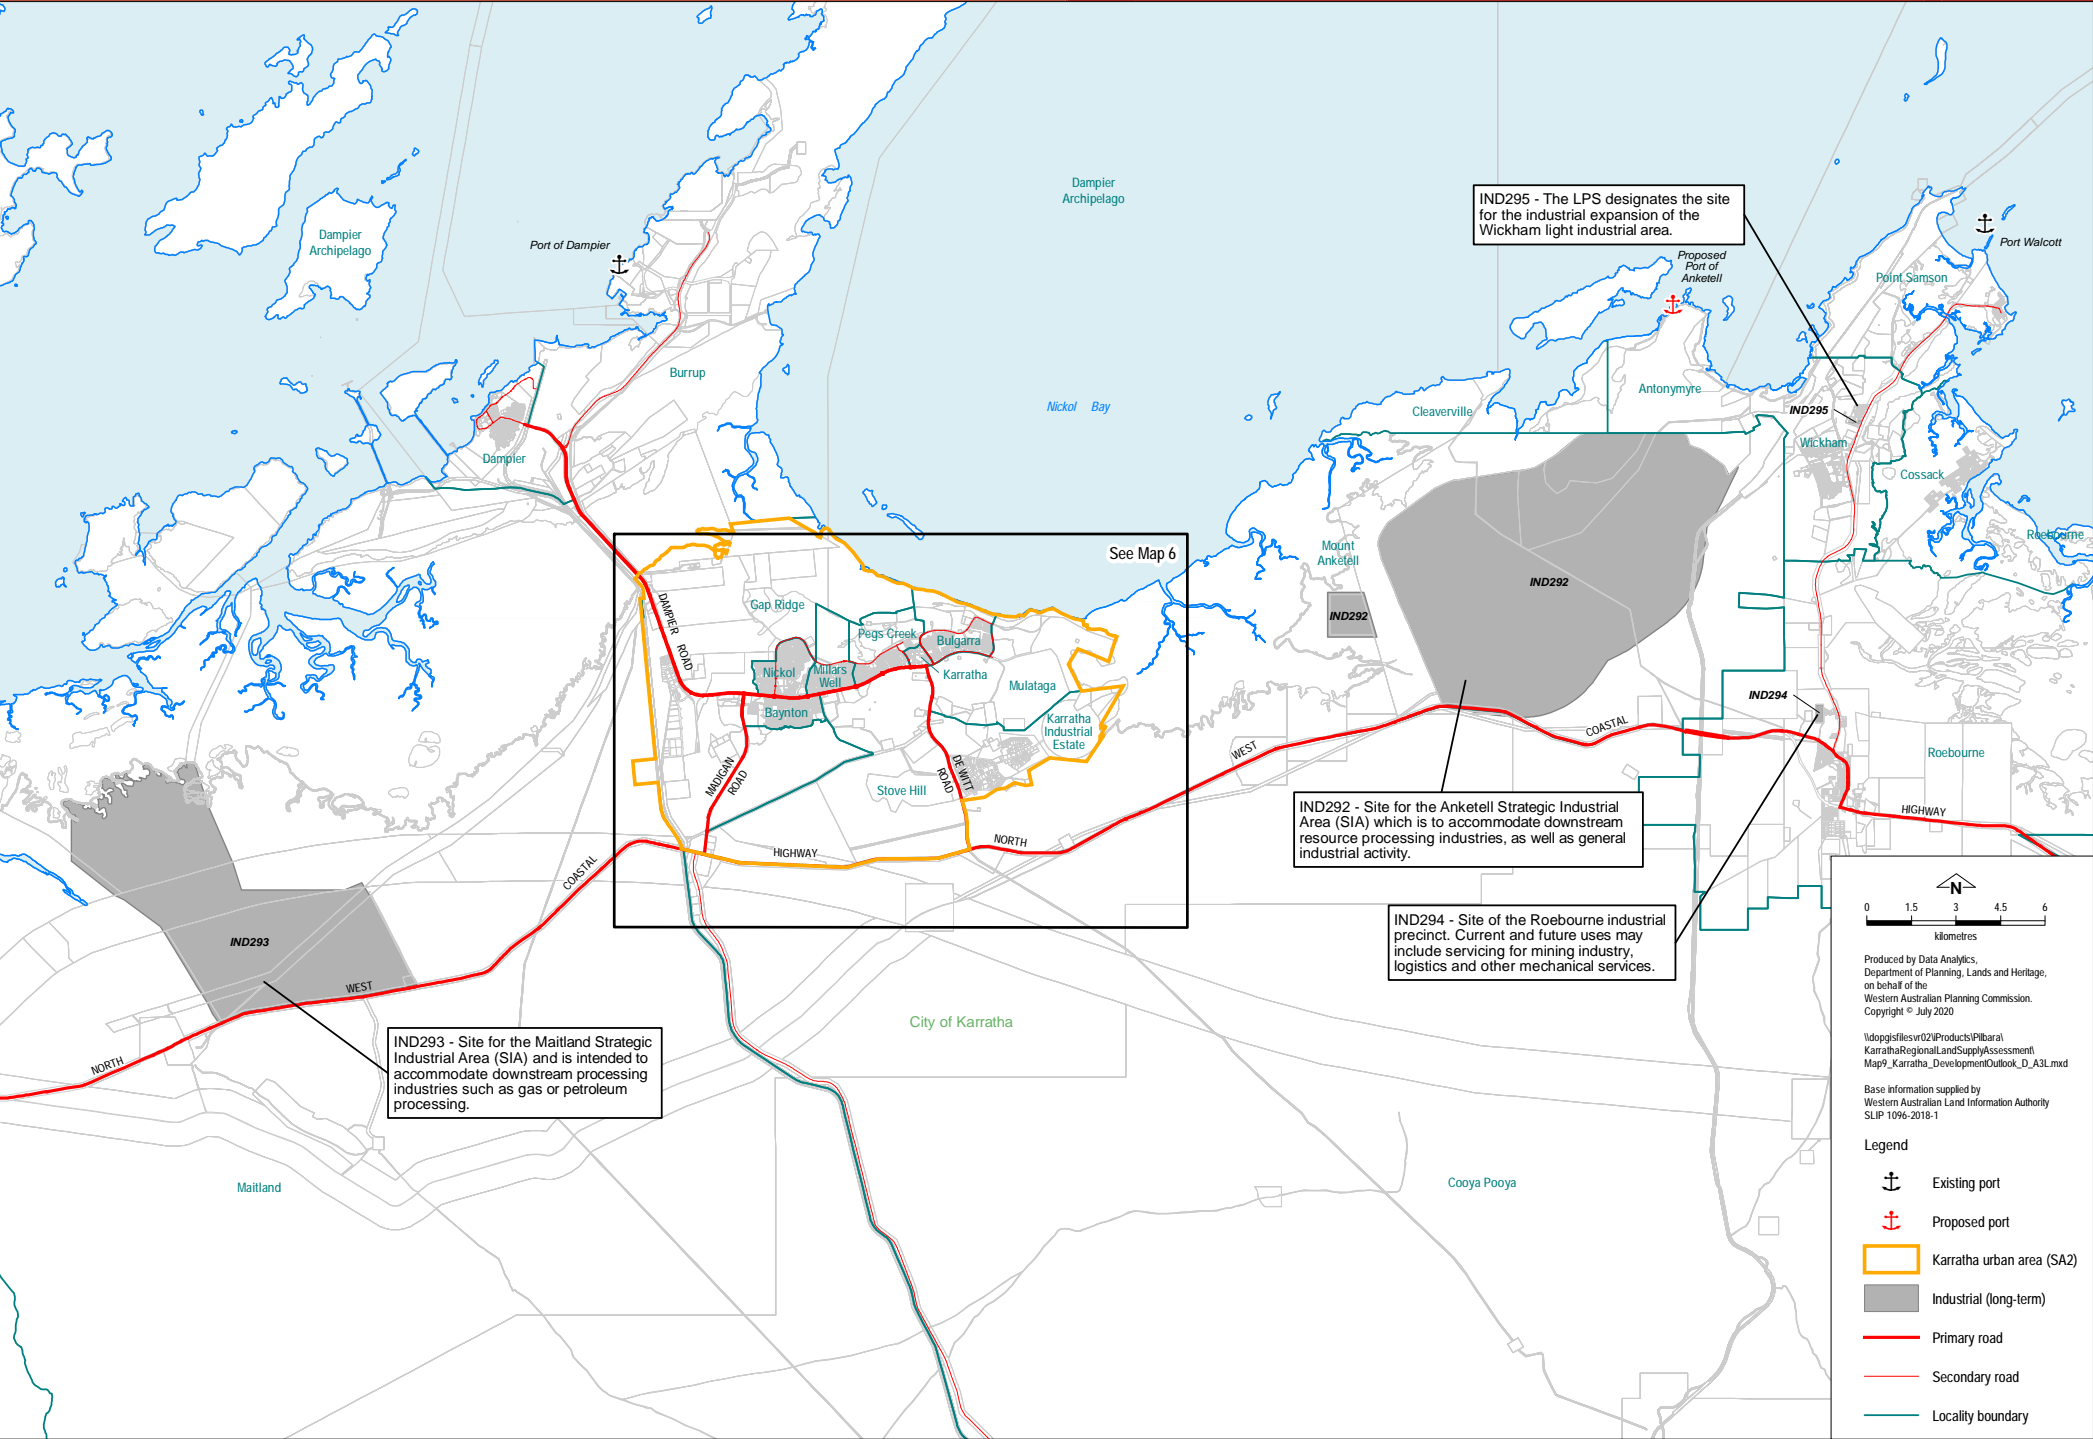 IND295 - The LPS designates the site
for the industrial expansion of the
Wickham light industrial area.
Dampier
Archipelago
Dampier
Archipelago
Port of Dampier
Proposed
Port of
Anketell
Port Walcott
Point Samson
Burrup
Nickol Bay
Cleaverville
Antonymyre
IND295
Wickham
Dampier
Cossack
Roebourne
See Map 6
Mount
Anketell
IND292
IND292
DAMPIER ROAD
Gap Ridge
Pegs Creek
Bulgarra
Nickol
Millars
Well
Karratha
Mulataga
Baynton
Karratha
Industrial
Estate
IND294
Roebourne
MADIGAN
ROAD
DE WITT
ROAD
Stove Hill
WEST
COASTAL
HIGHWAY
IND292 - Site for the Anketell Strategic Industrial
Area (SIA) which is to accommodate downstream
resource processing industries, as well as general
industrial activity.
COASTAL
HIGHWAY
NORTH
IND294 - Site of the Roebourne industrial
precinct. Current and future uses may
include servicing for mining industry,
logistics and other mechanical services.
IND293
WEST
NORTH
City of Karratha
IND293 - Site for the Maitland Strategic
Industrial Area (SIA) and is intended to
accommodate downstream processing
industries such as gas or petroleum
processing.
Maitland
Cooya Pooya
N
0 1.5 3 4.5 6
kilometres
Produced by Data Analytics,
Department of Planning, Lands and Heritage,
on behalf of the
Western Australian Planning Commission.
Copyright © July 2020
\\dopgisfilesvr02\iProducts\Pilbara\
KarrathaRegionalLandSupplyAssessment\
Map9_Karratha_DevelopmentOutlook_D_A3L.mxd
Base information supplied by
Western Australian Land Information Authority
SLIP 1096-2018-1
Legend
Existing port
Proposed port
Karratha urban area (SA2)
Industrial (long-term)
Primary road
Secondary road
Locality boundary